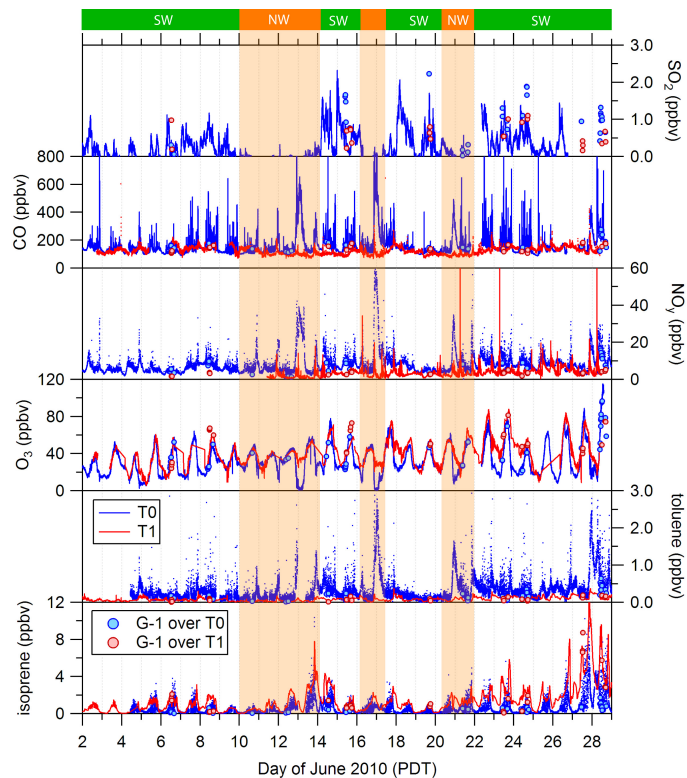 SW NW SW SW NW SW
3.0
2.0
1.0
0.0
SO2 (ppbv)
800
600
400
200
0
CO (ppbv)
60
40
20
0
NOy (ppbv)
120
80
40
0
O3 (ppbv)
3.0
2.0
1.0
0.0
toluene (ppbv)
T0
T1
12
8
4
0
isoprene (ppbv)
G-1 over T0
G-1 over T1
2 4 6 8 10 12 14 16 18 20 22 24 26 28
Day of June 2010 (PDT)